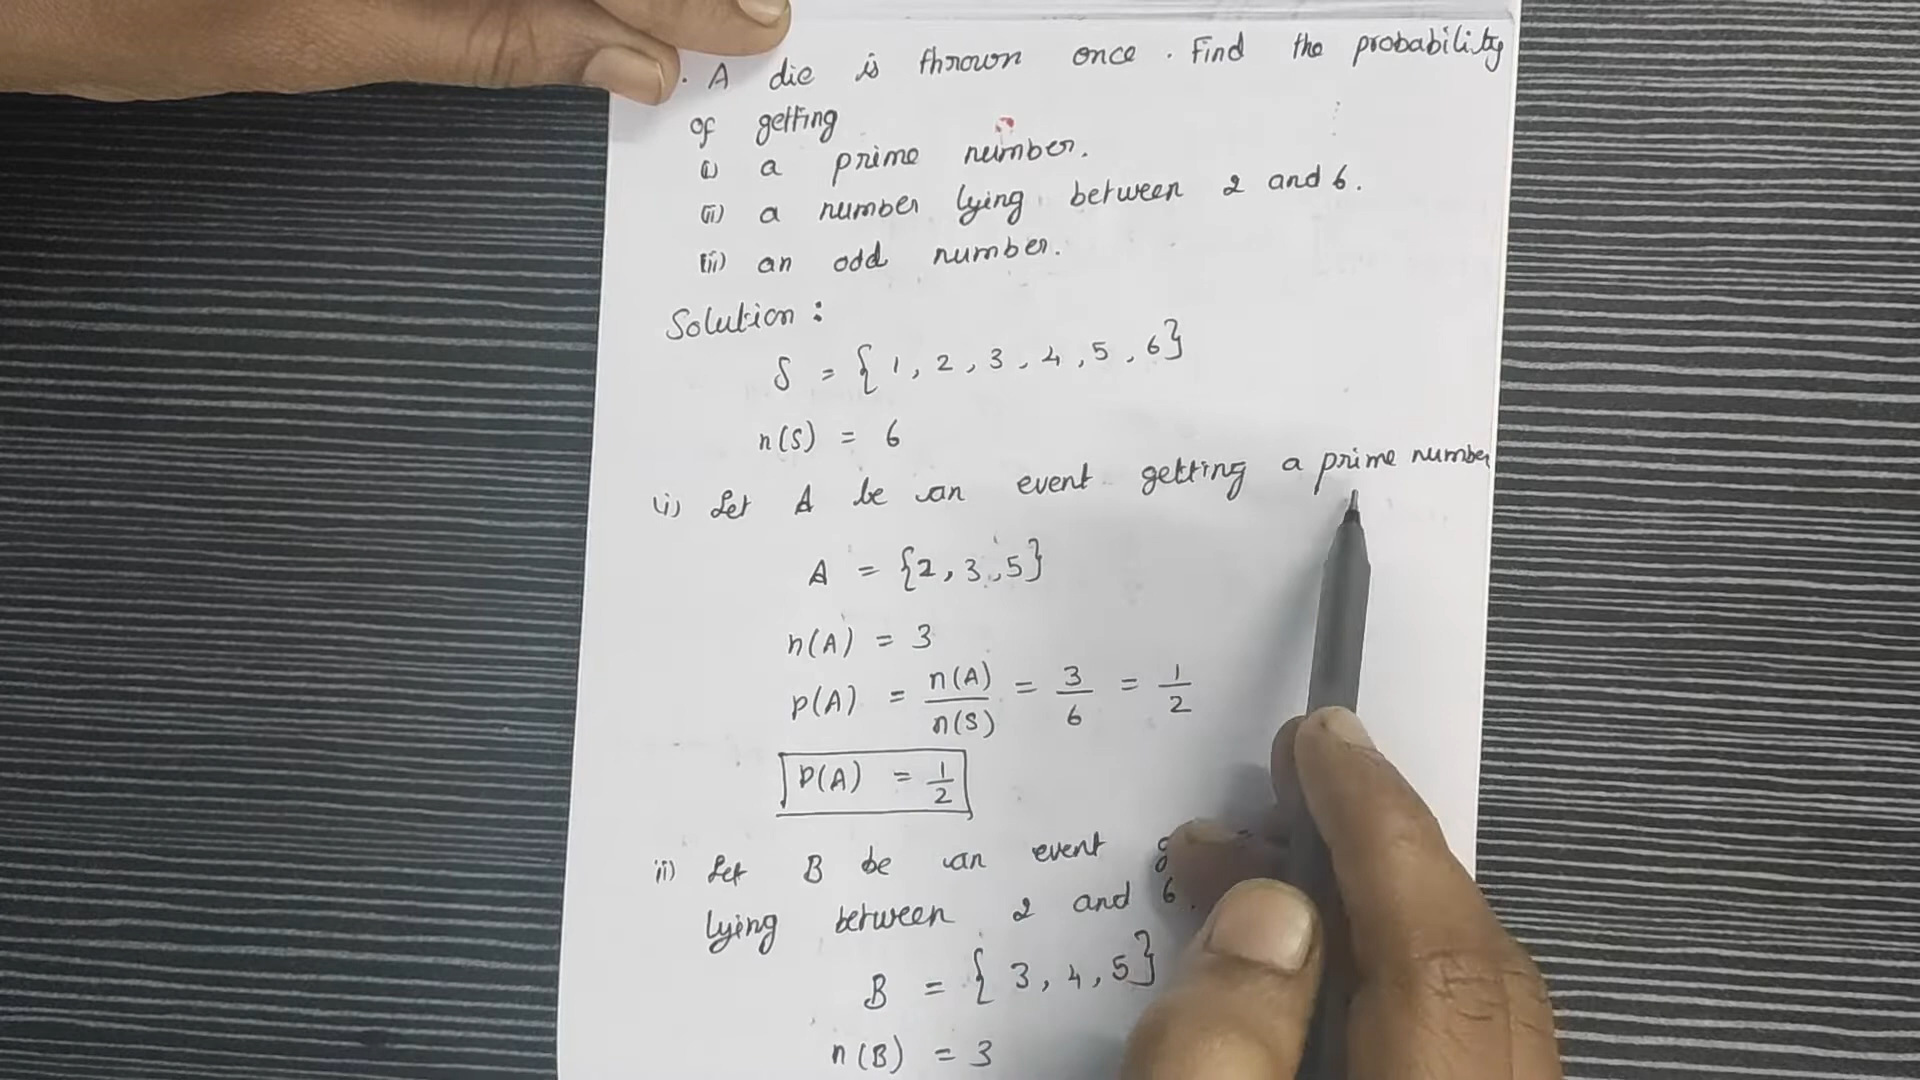 . A die is thrown once. Find the probability
of getting
(i) a prime number.
(ii) a number lying between 2 and 6.
(iii) an odd number.
Solution:
S = {1, 2, 3, 4, 5, 6}
n(S) = 6
(i) Let A be an event getting a prime number
A = {2, 3, 5}
n(A) = 3
P(A) = n(A)/n(S) = 3/6 = 1/2
P(A) = 1/2
ii) Let B be an event
lying between 2 and 6.
B = {3, 4, 5}
n(B) = 3